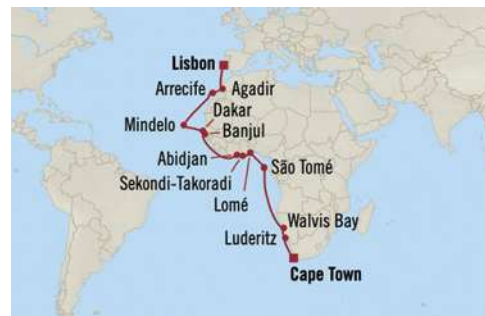 Lisbon
Arrecife
Agadir
Dakar
Mindelo
Banjul
Abidjan
São Tomé
Sekondi-Takoradi
Lomé
Walvis Bay
Luderitz
Cape Town